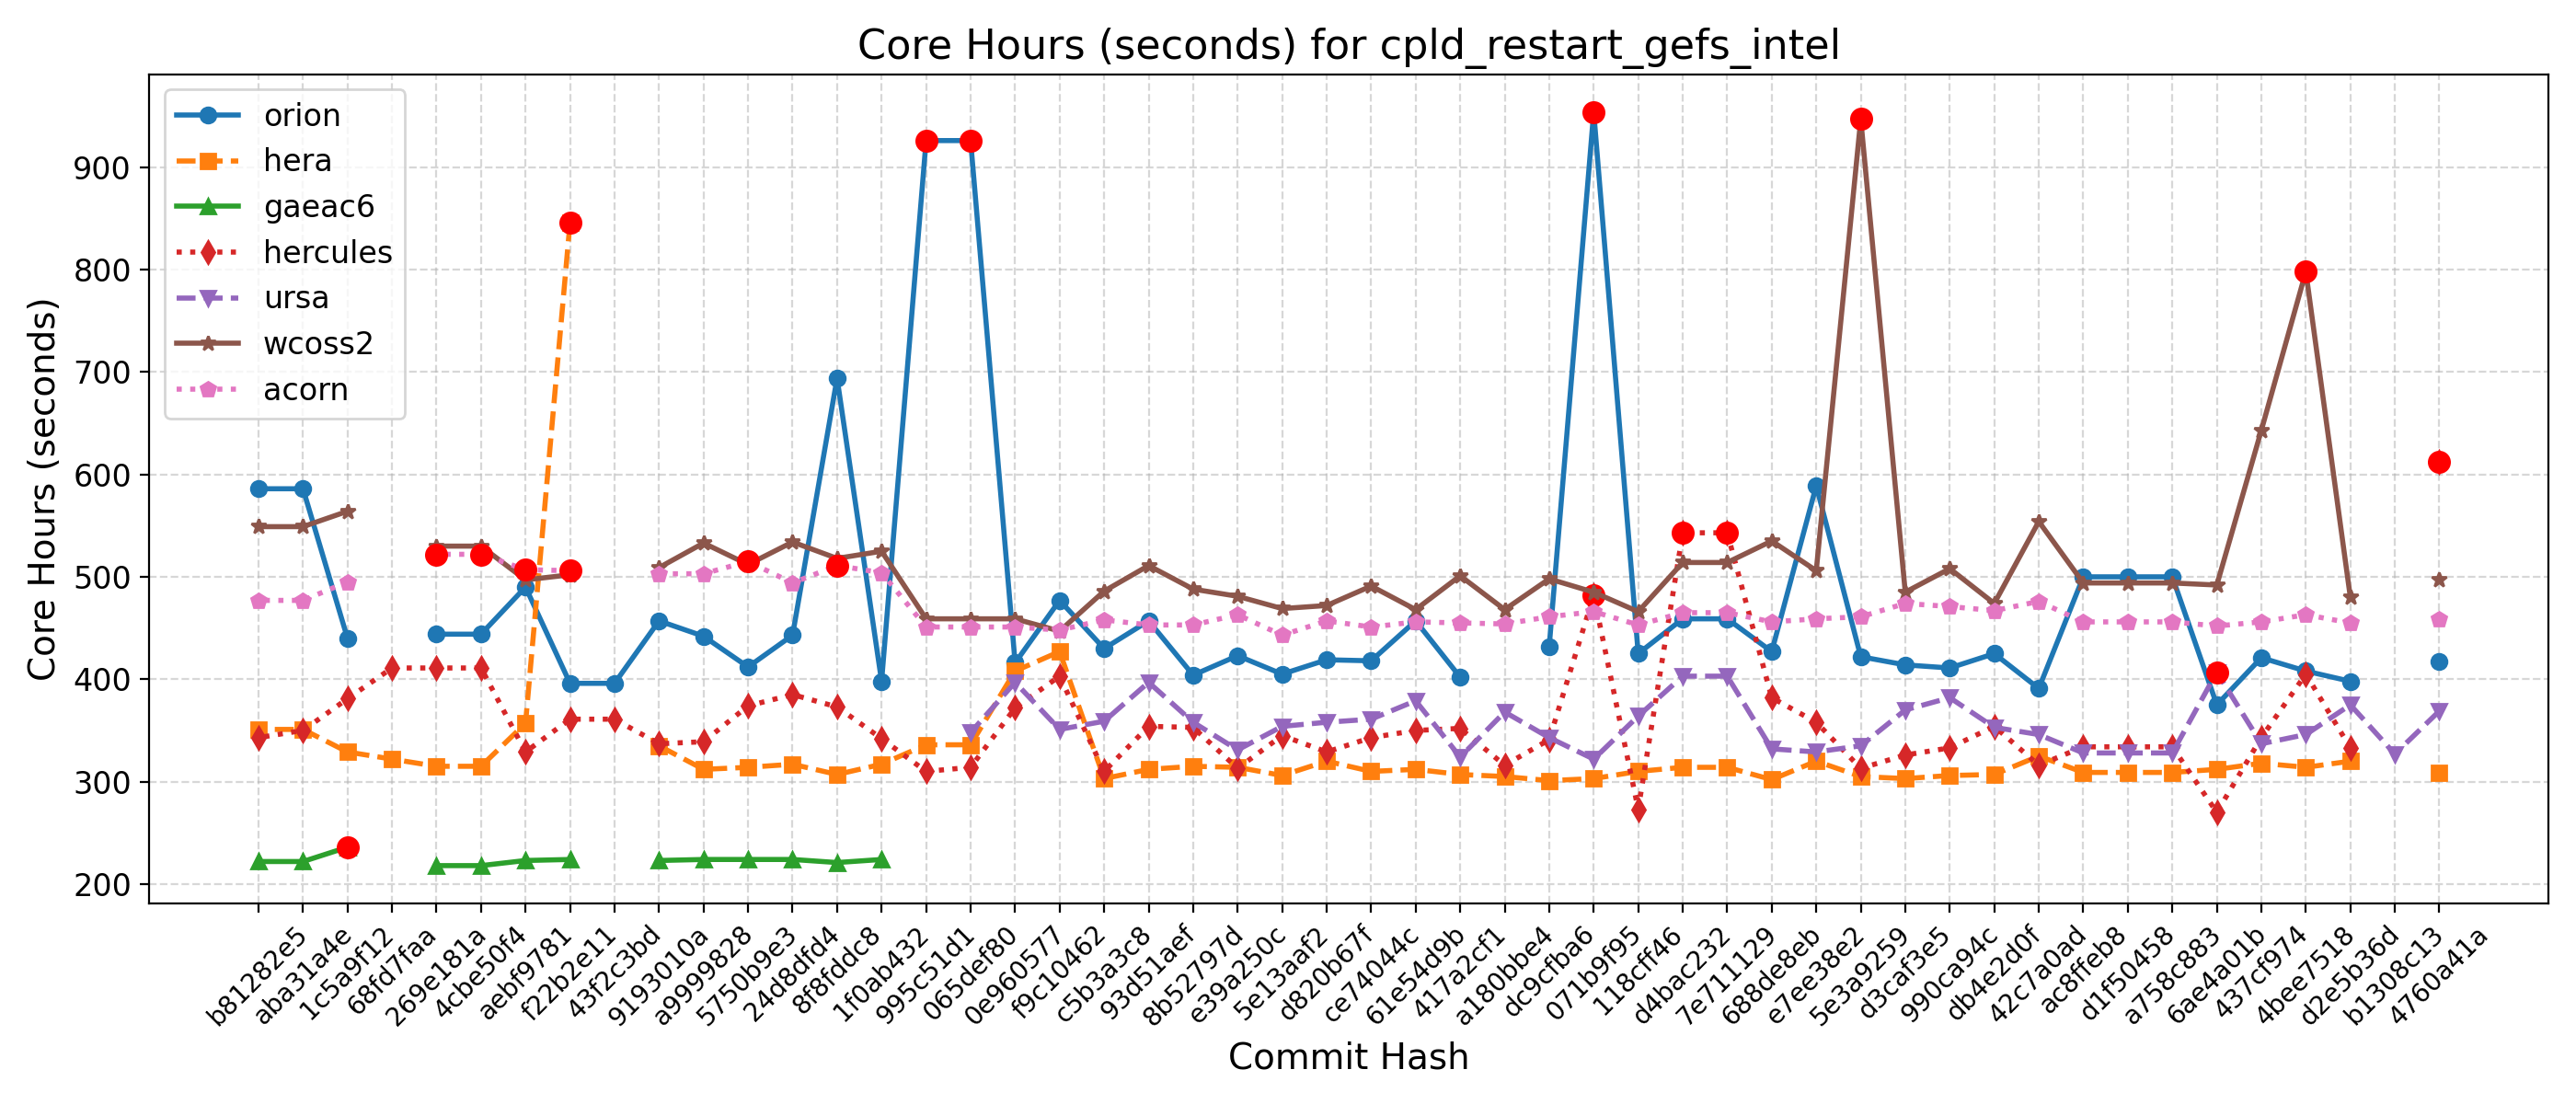 Core Hours (seconds) for cpld_restart_gefs_intel
orion
hera
gaeac6
hercules
ursa
wcoss2
acorn
Core Hours (seconds)
900
800
700
600
500
400
300
200
b81282e5
aba31a4e
1c5a9f12
68fd7faa
269e181a
4cbe50f4
aebf9781
f22b2e11
43f2c3bd
9193010a
a9999828
5750b9e3
24d8dfd4
8f8fddc8
1f0ab432
995c51d1
065def80
0e960577
f9c10462
c5b3a3c8
93d51aef
8b52797d
e39a250c
5e13aaf2
d820b67f
ce74044c
61e54d9b
417a2cf1
a180bbe4
dc9cfba6
071b9f95
118cff46
d4bac232
7e711129
688de8eb
e7ee38e2
5e3a9259
d3caf3e5
990ca94c
db4e2d0f
42c7a0ad
ac8ffeb8
d1f50458
a758c883
6ae4a01b
437cf974
4bee7518
d2e5b36d
b1308c13
4760a41a
Commit Hash